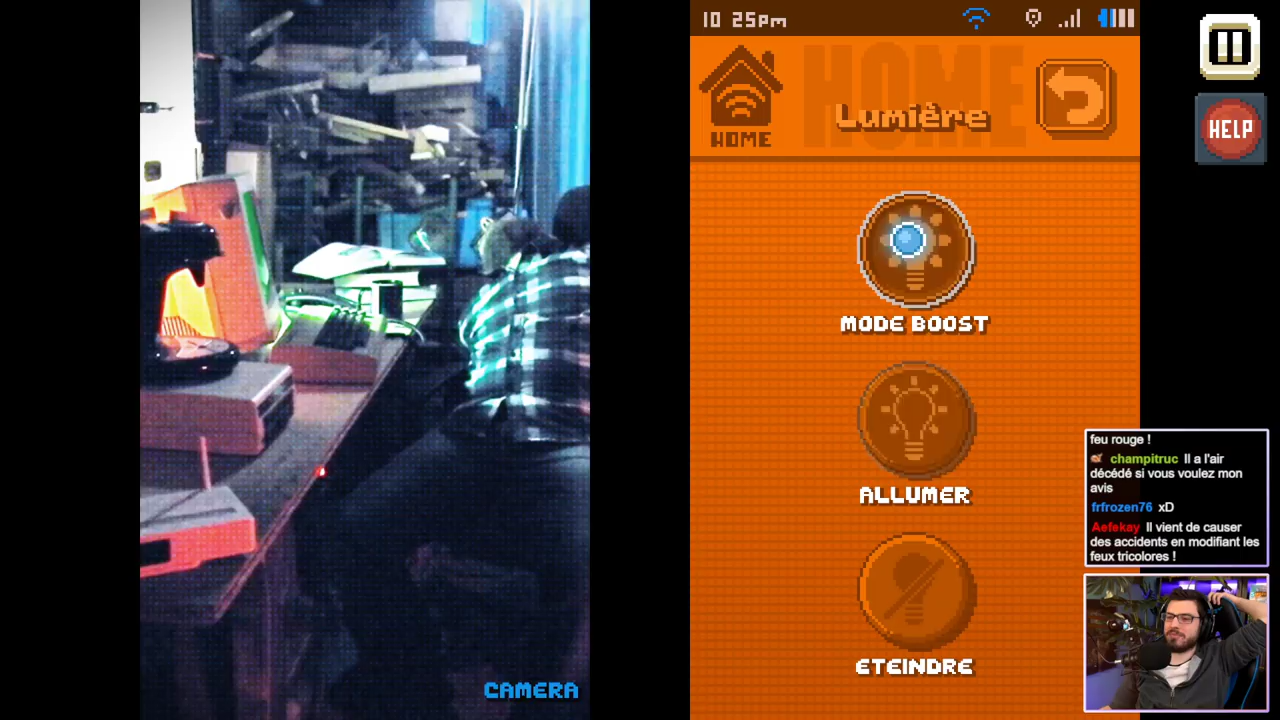 10 25pm
HOME
HOME
Lumière
HELP
MODE BOOST
ALLUMER
ETEINDRE
CAMERA
feu rouge !
champitruc Il a l'air
décédé si vous voulez mon
avis
frfrozen76 xD
Aefekay Il vient de causer
des accidents en modifiant les
feux tricolores !